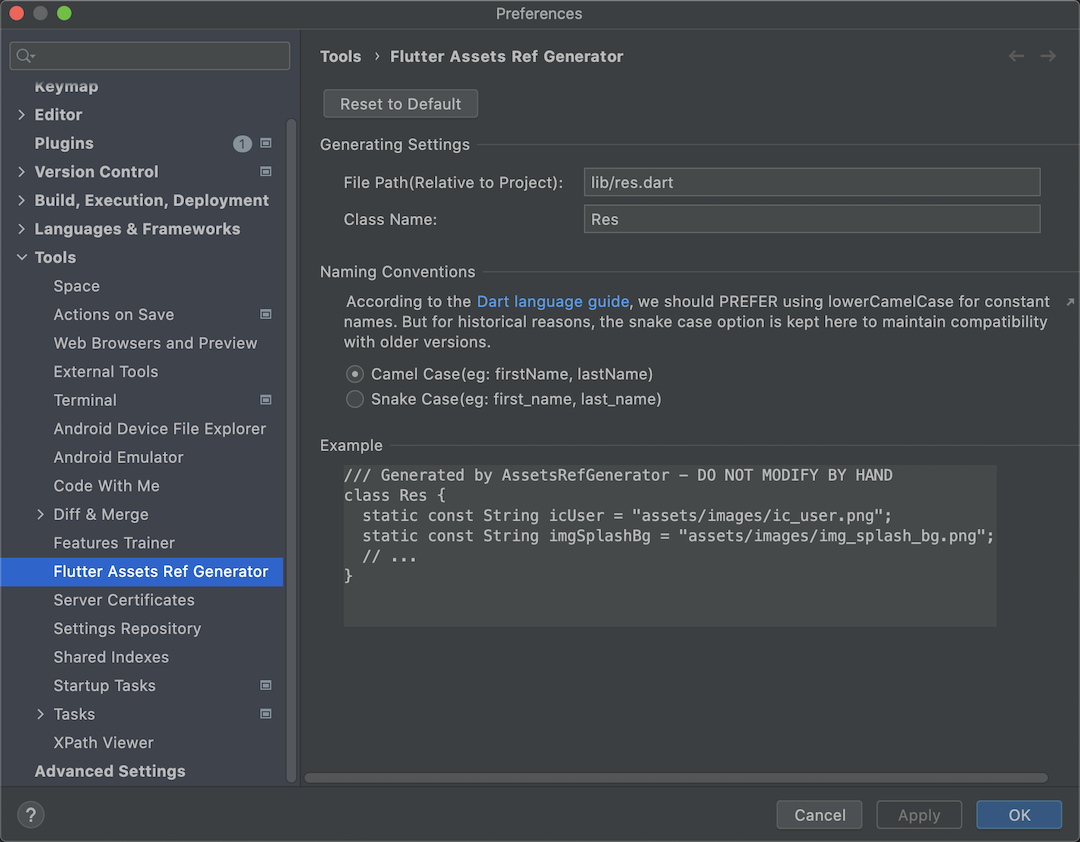 Preferences
Keymap
Editor
Plugins 1
Version Control
Build, Execution, Deployment
Languages & Frameworks
Tools
Space
Actions on Save
Web Browsers and Preview
External Tools
Terminal
Android Device File Explorer
Android Emulator
Code With Me
Diff & Merge
Features Trainer
Flutter Assets Ref Generator
Server Certificates
Settings Repository
Shared Indexes
Startup Tasks
Tasks
XPath Viewer
Advanced Settings
Tools › Flutter Assets Ref Generator
Reset to Default
Generating Settings
File Path(Relative to Project): lib/res.dart
Class Name: Res
Naming Conventions
According to the Dart language guide, we should PREFER using lowerCamelCase for constant
names. But for historical reasons, the snake case option is kept here to maintain compatibility
with older versions.
Camel Case(eg: firstName, lastName)
Snake Case(eg: first_name, last_name)
Example
/// Generated by AssetsRefGenerator – DO NOT MODIFY BY HAND
class Res {
  static const String icUser = "assets/images/ic_user.png";
  static const String imgSplashBg = "assets/images/img_splash_bg.png";
  // ...
}
?
Cancel
Apply
OK